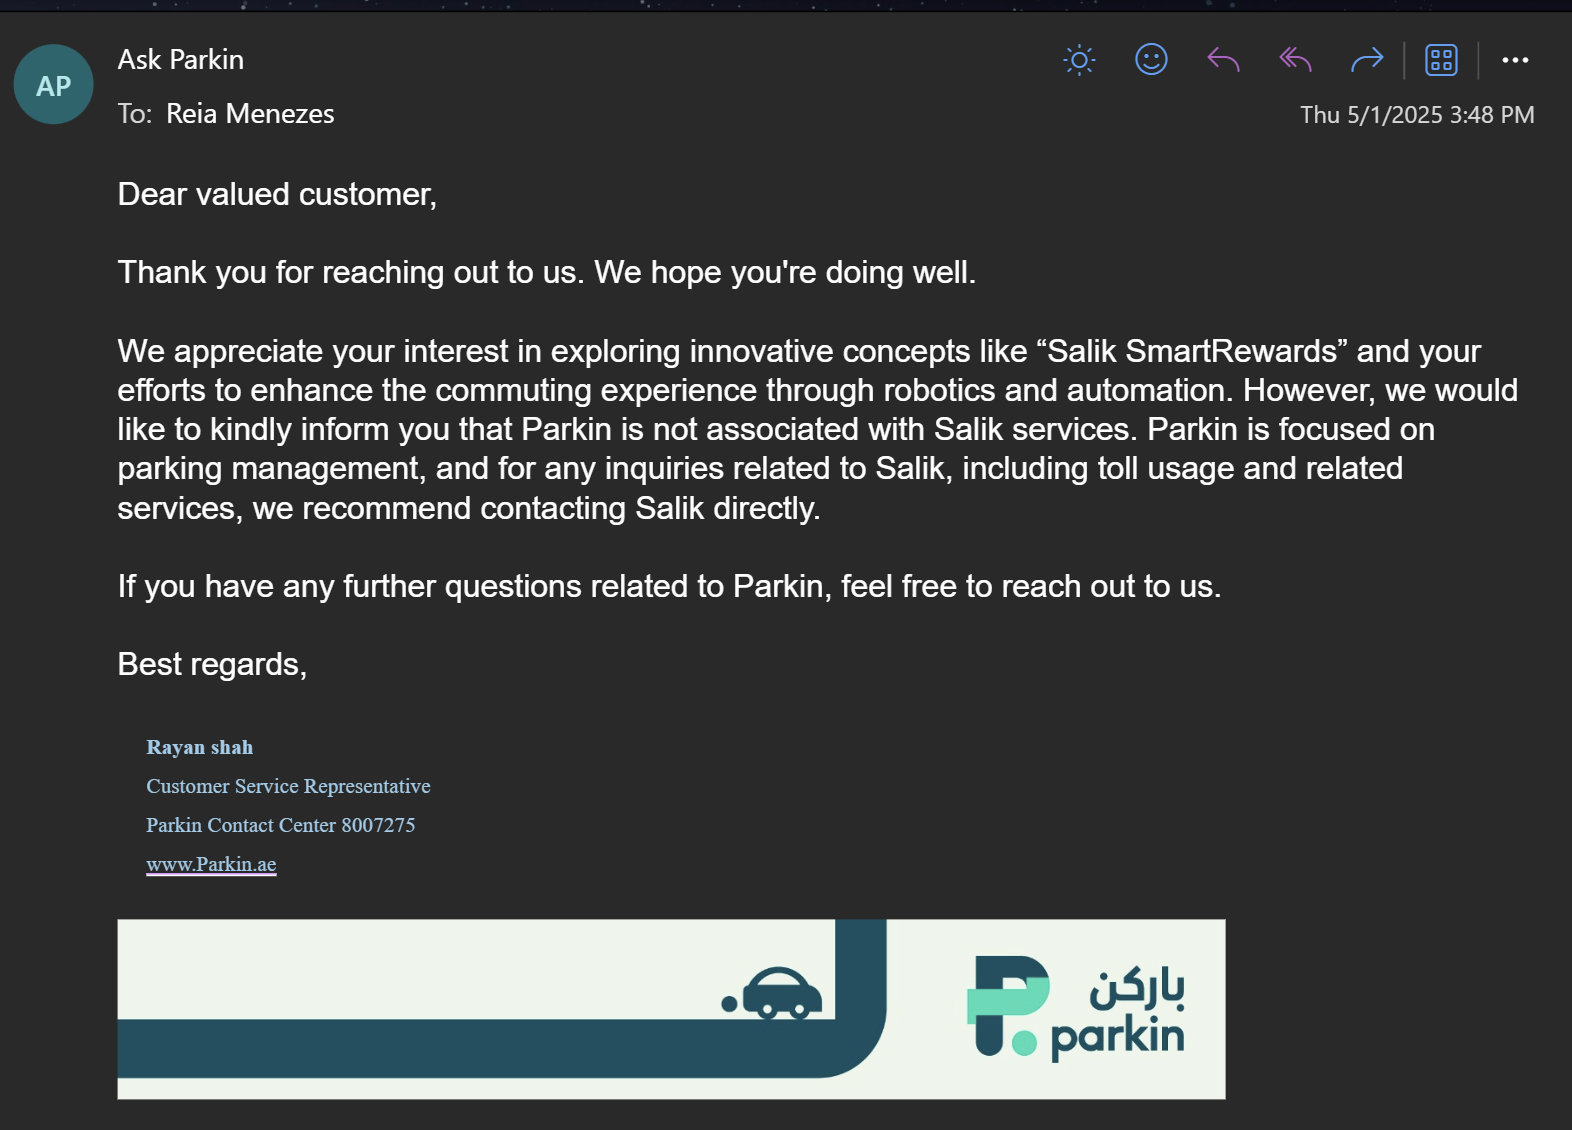 AP
Ask Parkin
To: Reia Menezes
Thu 5/1/2025 3:48 PM
Dear valued customer,
Thank you for reaching out to us. We hope you're doing well.
We appreciate your interest in exploring innovative concepts like “Salik SmartRewards” and your
efforts to enhance the commuting experience through robotics and automation. However, we would
like to kindly inform you that Parkin is not associated with Salik services. Parkin is focused on
parking management, and for any inquiries related to Salik, including toll usage and related
services, we recommend contacting Salik directly.
If you have any further questions related to Parkin, feel free to reach out to us.
Best regards,
Rayan shah
Customer Service Representative
Parkin Contact Center 8007275
www.Parkin.ae
باركن
parkin